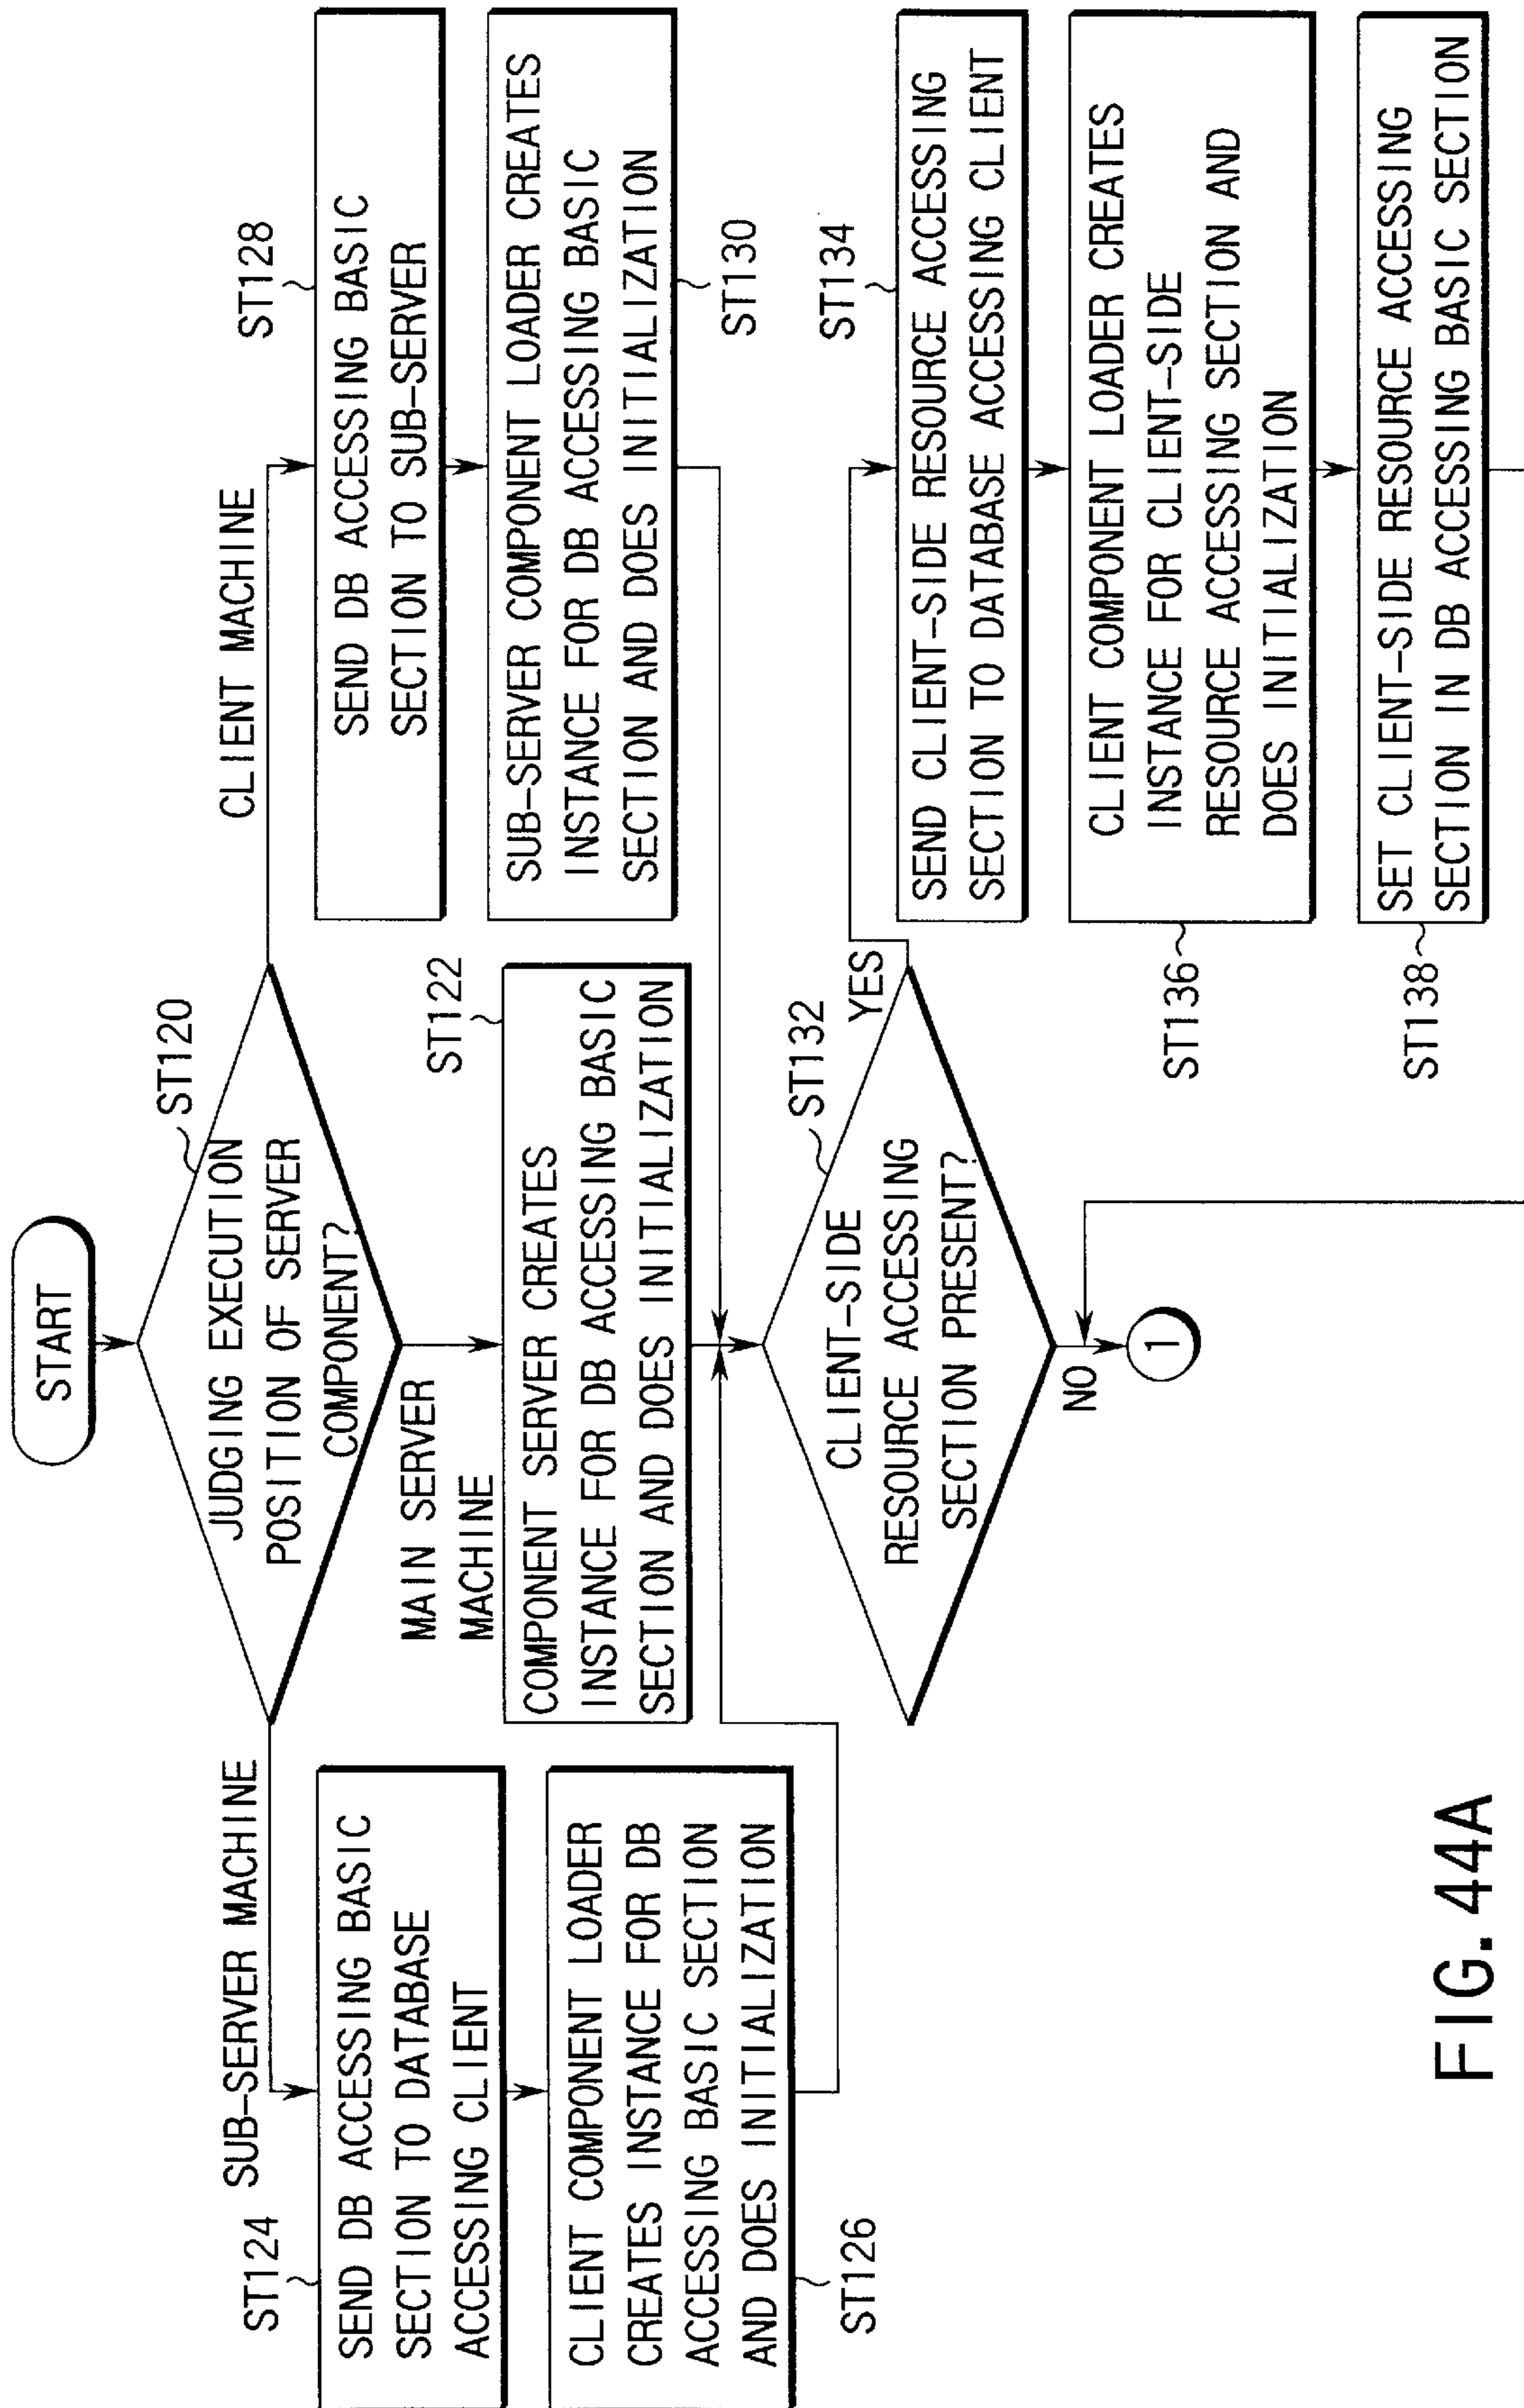 START
ST120
JUDGING EXECUTION
POSITION OF SERVER
COMPONENT?
SUB-SERVER MACHINE
MAIN SERVER
MACHINE
CLIENT MACHINE
ST124
SEND DB ACCESSING BASIC
SECTION TO DATABASE
ACCESSING CLIENT
CLIENT COMPONENT LOADER
CREATES INSTANCE FOR DB
ACCESSING BASIC SECTION
AND DOES INITIALIZATION
ST126
ST122
COMPONENT SERVER CREATES
INSTANCE FOR DB ACCESSING BASIC
SECTION AND DOES INITIALIZATION
ST128
SEND DB ACCESSING BASIC
SECTION TO SUB-SERVER
SUB-SERVER COMPONENT LOADER CREATES
INSTANCE FOR DB ACCESSING BASIC
SECTION AND DOES INITIALIZATION
ST130
ST132
CLIENT-SIDE
RESOURCE ACCESSING
SECTION PRESENT?
YES
NO
1
ST134
SEND CLIENT-SIDE RESOURCE ACCESSING
SECTION TO DATABASE ACCESSING CLIENT
CLIENT COMPONENT LOADER CREATES
INSTANCE FOR CLIENT-SIDE
RESOURCE ACCESSING SECTION AND
DOES INITIALIZATION
ST136
SET CLIENT-SIDE RESOURCE ACCESSING
SECTION IN DB ACCESSING BASIC SECTION
ST138
FIG. 44A